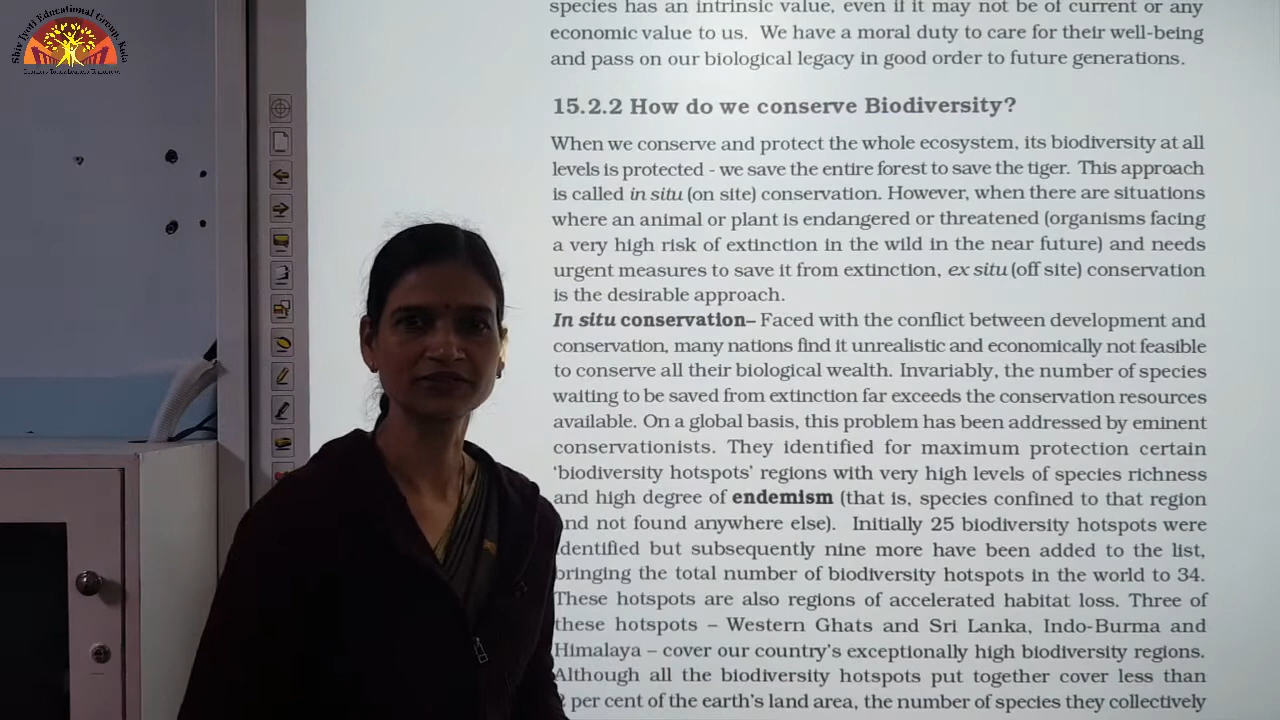 Shiv Jyoti Educational Group, Kota
species has an intrinsic value, even if it may not be of current or any
economic value to us. We have a moral duty to care for their well-being
and pass on our biological legacy in good order to future generations.
15.2.2 How do we conserve Biodiversity?
When we conserve and protect the whole ecosystem, its biodiversity at all
levels is protected - we save the entire forest to save the tiger. This approach
is called in situ (on site) conservation. However, when there are situations
where an animal or plant is endangered or threatened (organisms facing
a very high risk of extinction in the wild in the near future) and needs
urgent measures to save it from extinction, ex situ (off site) conservation
is the desirable approach.
In situ conservation– Faced with the conflict between development and
conservation, many nations find it unrealistic and economically not feasible
to conserve all their biological wealth. Invariably, the number of species
waiting to be saved from extinction far exceeds the conservation resources
available. On a global basis, this problem has been addressed by eminent
conservationists. They identified for maximum protection certain
‘biodiversity hotspots’ regions with very high levels of species richness
and high degree of endemism (that is, species confined to that region
and not found anywhere else). Initially 25 biodiversity hotspots were
identified but subsequently nine more have been added to the list,
bringing the total number of biodiversity hotspots in the world to 34.
These hotspots are also regions of accelerated habitat loss. Three of
these hotspots – Western Ghats and Sri Lanka, Indo-Burma and
Himalaya – cover our country’s exceptionally high biodiversity regions.
Although all the biodiversity hotspots put together cover less than
2 per cent of the earth’s land area, the number of species they collectively